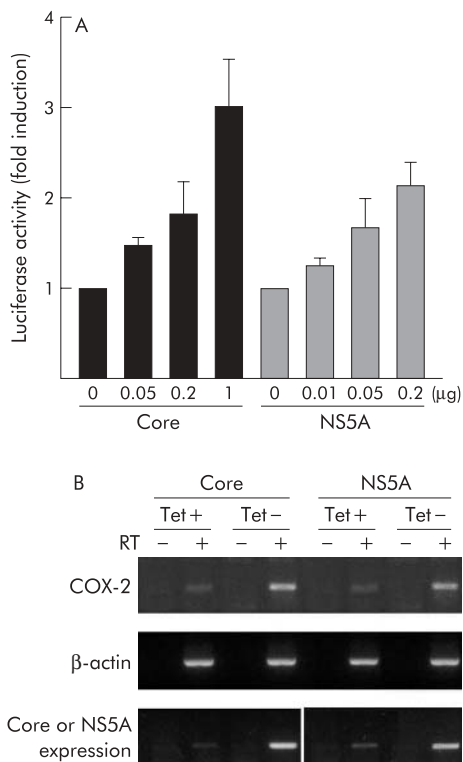 A
Luciferase activity (fold induction)
4
3
2
1
0 0.05 0.2 1 0 0.01 0.05 0.2 (μg)
Core NS5A
B
Core NS5A
Tet+ Tet− Tet+ Tet−
RT − + − + − + − +
COX-2
β-actin
Core or NS5A
expression